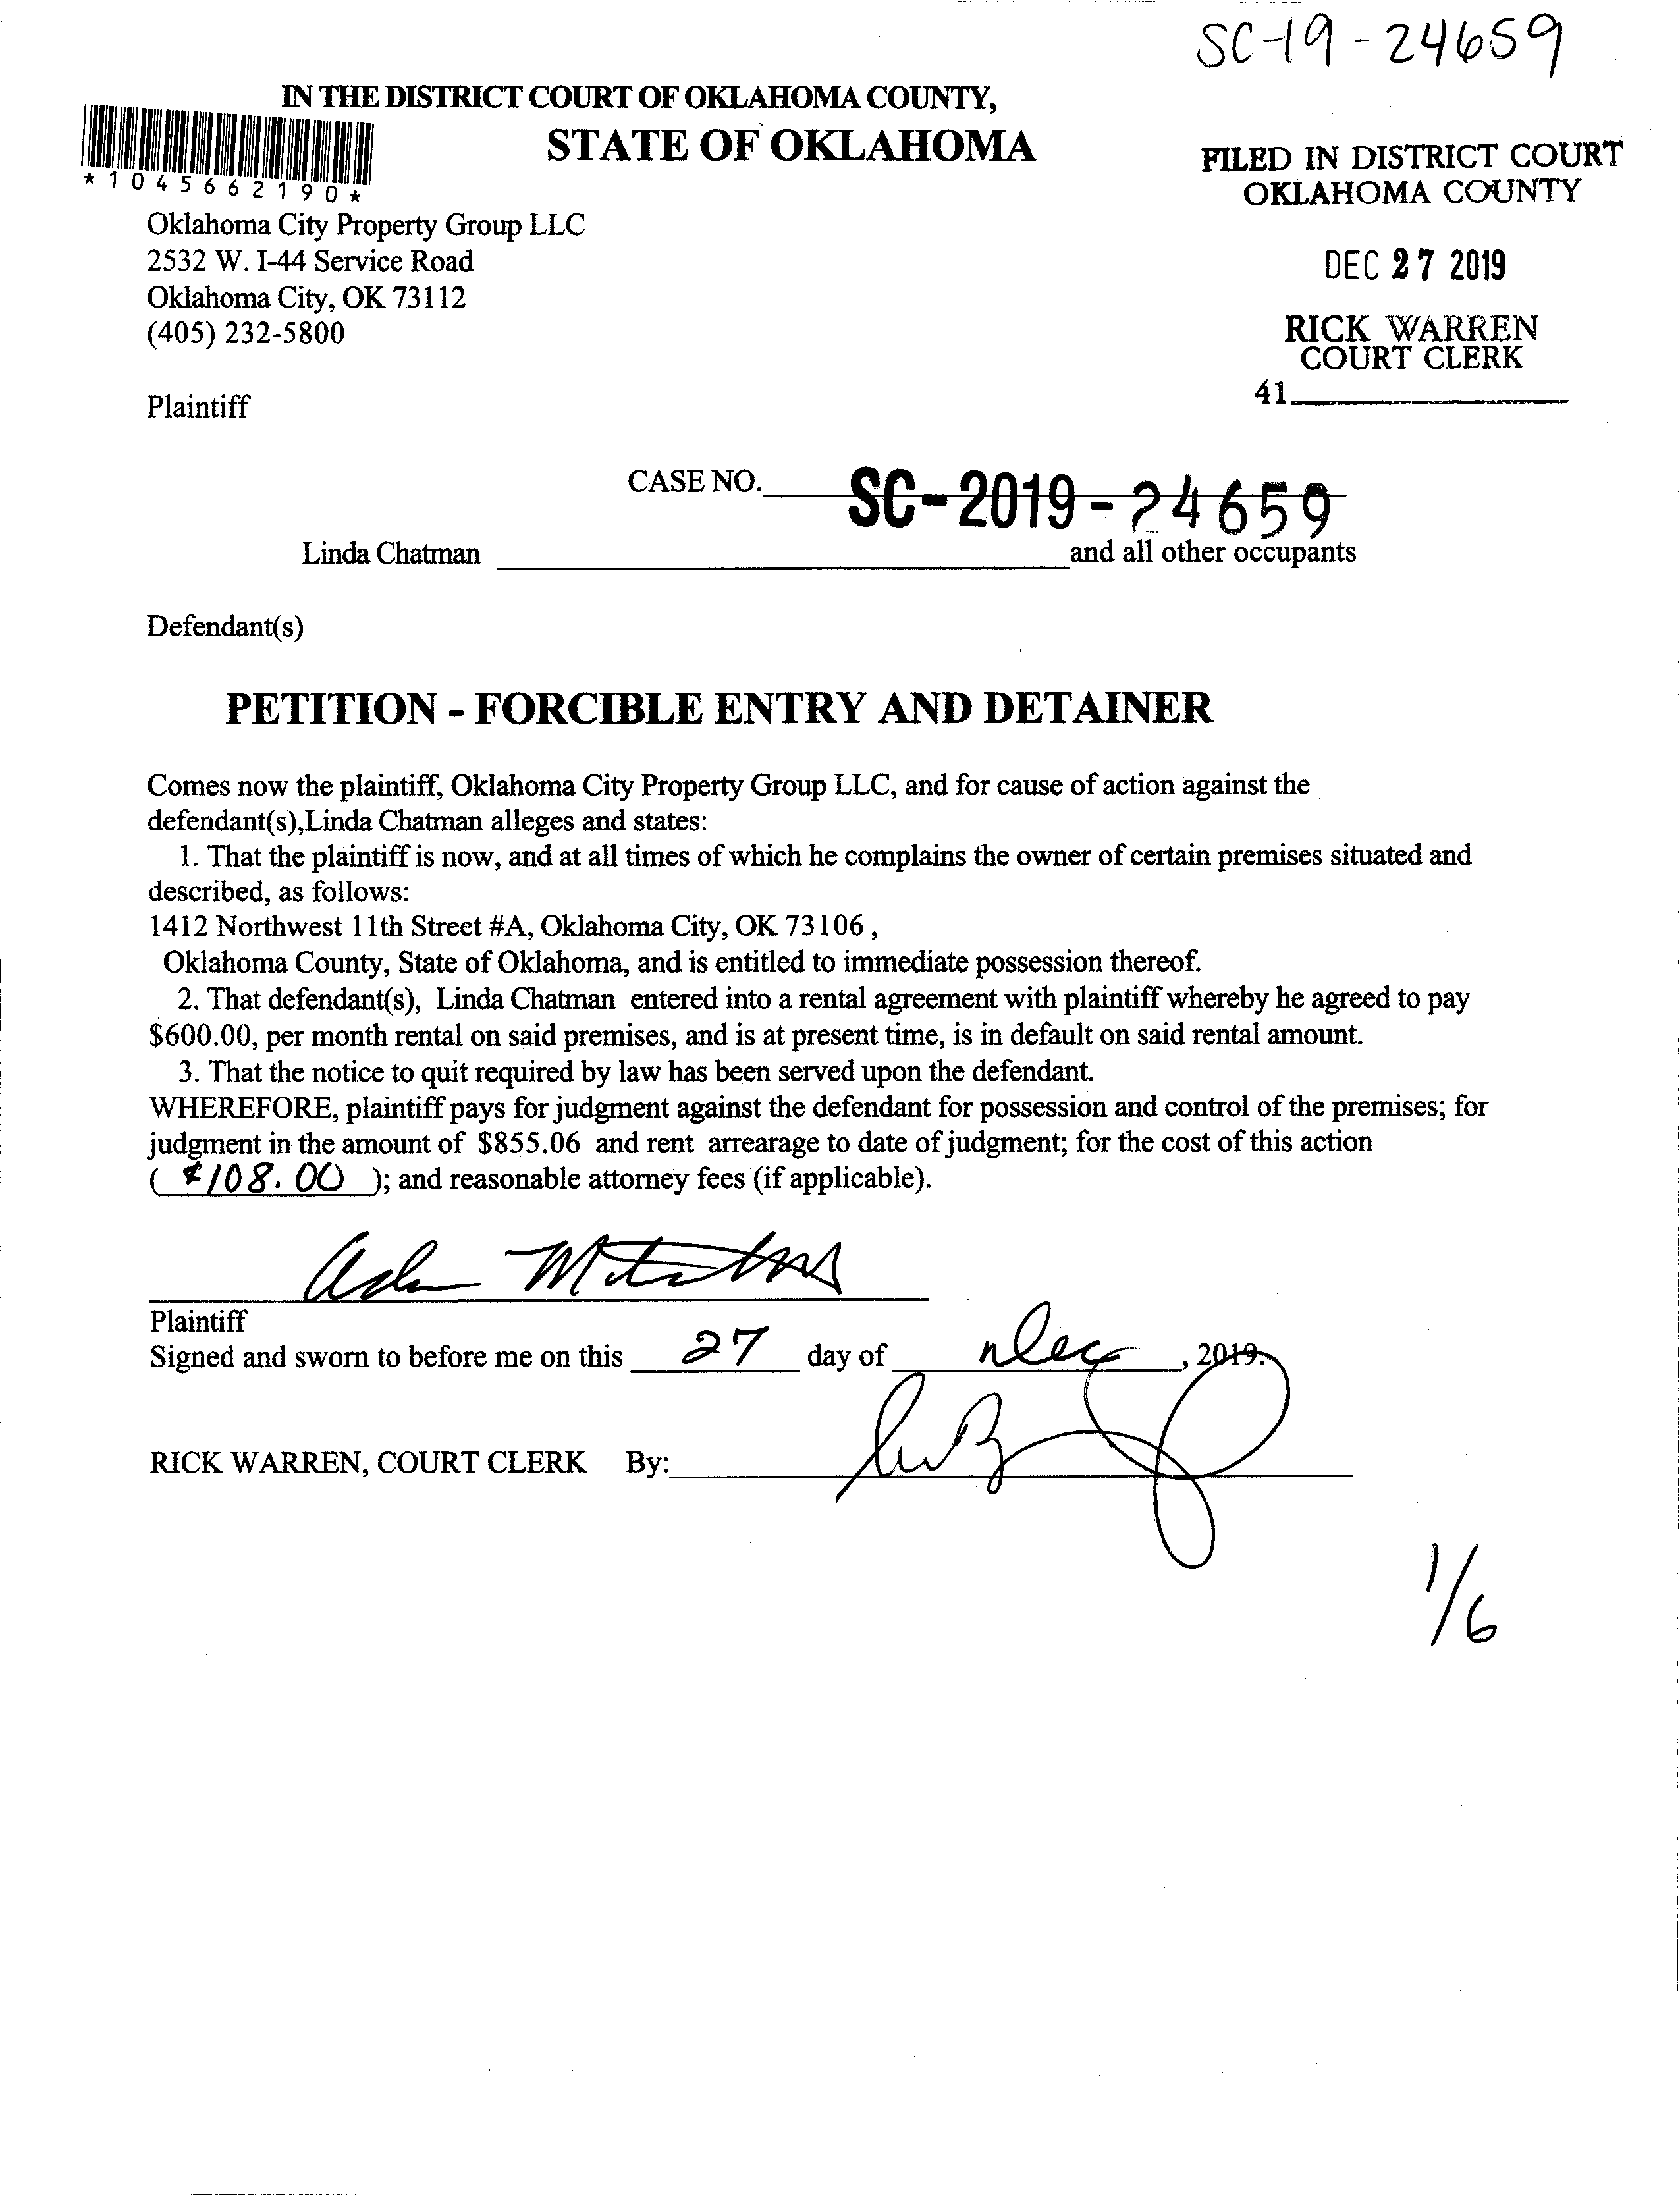 SC-19-24659
IN THE DISTRICT COURT OF OKLAHOMA COUNTY,
STATE OF OKLAHOMA
*1045662190*
FILED IN DISTRICT COURT
OKLAHOMA COUNTY
DEC 27 2019
RICK WARREN
COURT CLERK
41
Oklahoma City Property Group LLC
2532 W. I-44 Service Road
Oklahoma City, OK 73112
(405) 232-5800
Plaintiff
CASE NO. SC-2019-24659
Linda Chatman and all other occupants
Defendant(s)
PETITION - FORCIBLE ENTRY AND DETAINER
Comes now the plaintiff, Oklahoma City Property Group LLC, and for cause of action against the
defendant(s),Linda Chatman alleges and states:
1. That the plaintiff is now, and at all times of which he complains the owner of certain premises situated and
described, as follows:
1412 Northwest 11th Street #A, Oklahoma City, OK 73106 ,
Oklahoma County, State of Oklahoma, and is entitled to immediate possession thereof.
2. That defendant(s), Linda Chatman entered into a rental agreement with plaintiff whereby he agreed to pay
$600.00, per month rental on said premises, and is at present time, is in default on said rental amount.
3. That the notice to quit required by law has been served upon the defendant.
WHEREFORE, plaintiff pays for judgment against the defendant for possession and control of the premises; for
judgment in the amount of $855.06 and rent arrearage to date of judgment; for the cost of this action
( $108.00 ); and reasonable attorney fees (if applicable).
Plaintiff
Signed and sworn to before me on this 27 day of Dec, 2019.
RICK WARREN, COURT CLERK By:
1/6